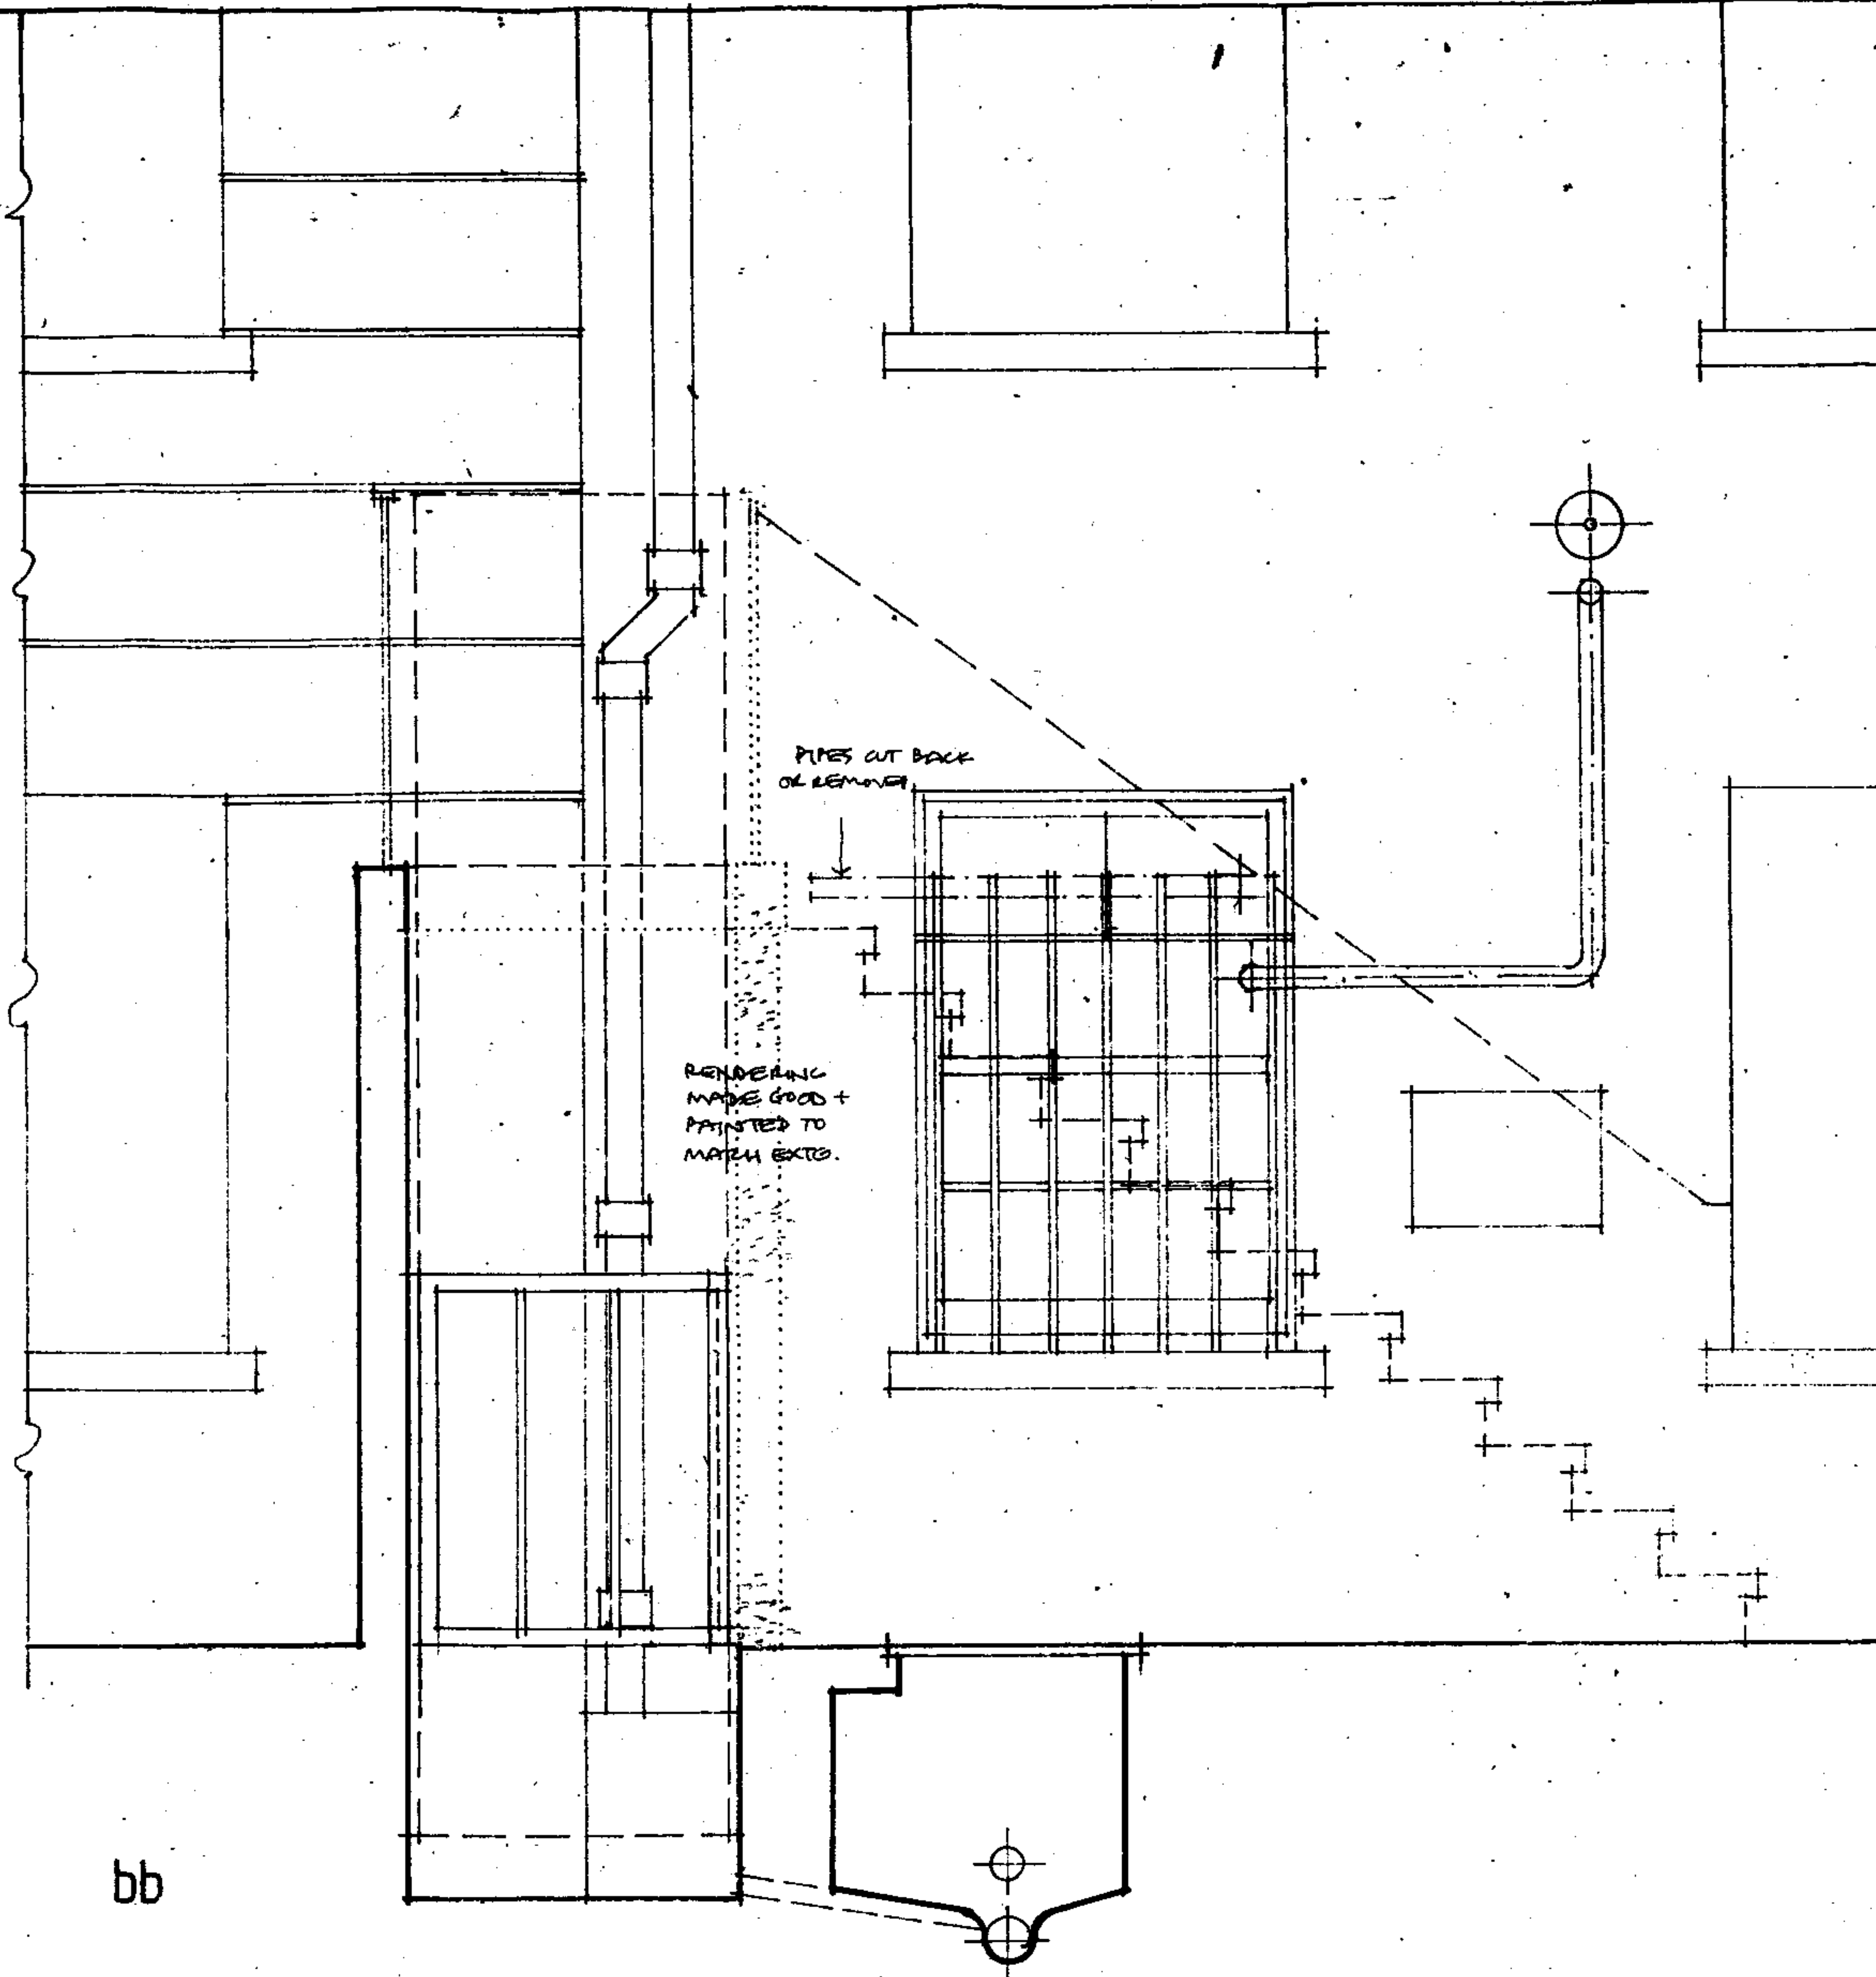 PIPES CUT BACK
OR REMOVED
RENDERING
MADE GOOD +
PAINTED TO
MATCH EXTG.
bb